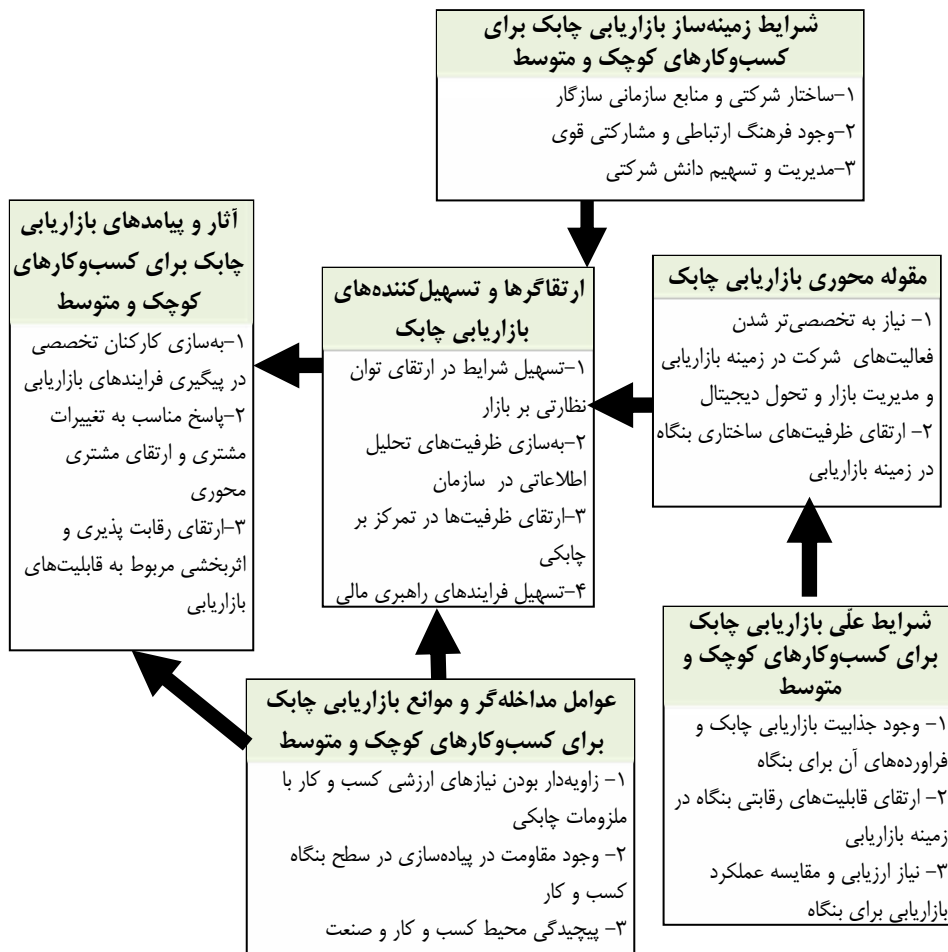 شرایط زمینه‌ساز بازاریابی چابک برای
کسب‌وکارهای کوچک و متوسط
۱-ساختار شرکتی و منابع سازمانی سازگار
۲-وجود فرهنگ ارتباطی و مشارکتی قوی
۳-مدیریت و تسهیم دانش شرکتی
مقوله محوری بازاریابی چابک
۱- نیاز به تخصصی‌تر شدن
فعالیت‌های شرکت در زمینه بازاریابی
و مدیریت بازار و تحول دیجیتال
۲- ارتقای ظرفیت‌های ساختاری بنگاه
در زمینه بازاریابی
ارتقاگرها و تسهیل‌کننده‌های
بازاریابی چابک
۱-تسهیل شرایط در ارتقای توان
نظارتی بر بازار
۲-به‌سازی ظرفیت‌های تحلیل
اطلاعاتی در سازمان
۳-ارتقای ظرفیت‌ها در تمرکز بر
چابکی
۴-تسهیل فرایندهای راهبری مالی
آثار و پیامدهای بازاریابی
چابک برای کسب‌وکارهای
کوچک و متوسط
۱-به‌سازی کارکنان تخصصی
در پیگیری فرایندهای بازاریابی
۲-پاسخ مناسب به تغییرات
مشتری و ارتقای مشتری
محوری
۳-ارتقای رقابت پذیری و
اثربخشی مربوط به قابلیت‌های
بازاریابی
شرایط علّی بازاریابی چابک
برای کسب‌وکارهای کوچک و
متوسط
۱- وجود جذابیت بازاریابی چابک و
فراورده‌های آن برای بنگاه
۲- ارتقای قابلیت‌های رقابتی بنگاه در
زمینه بازاریابی
۳- نیاز ارزیابی و مقایسه عملکرد
بازاریابی برای بنگاه
عوامل مداخله‌گر و موانع بازاریابی چابک
برای کسب‌وکارهای کوچک و متوسط
۱- زاویه‌دار بودن نیازهای ارزشی کسب و کار با
ملزومات چابکی
۲- وجود مقاومت در پیاده‌سازی در سطح بنگاه
کسب و کار
۳- پیچیدگی محیط کسب و کار و صنعت